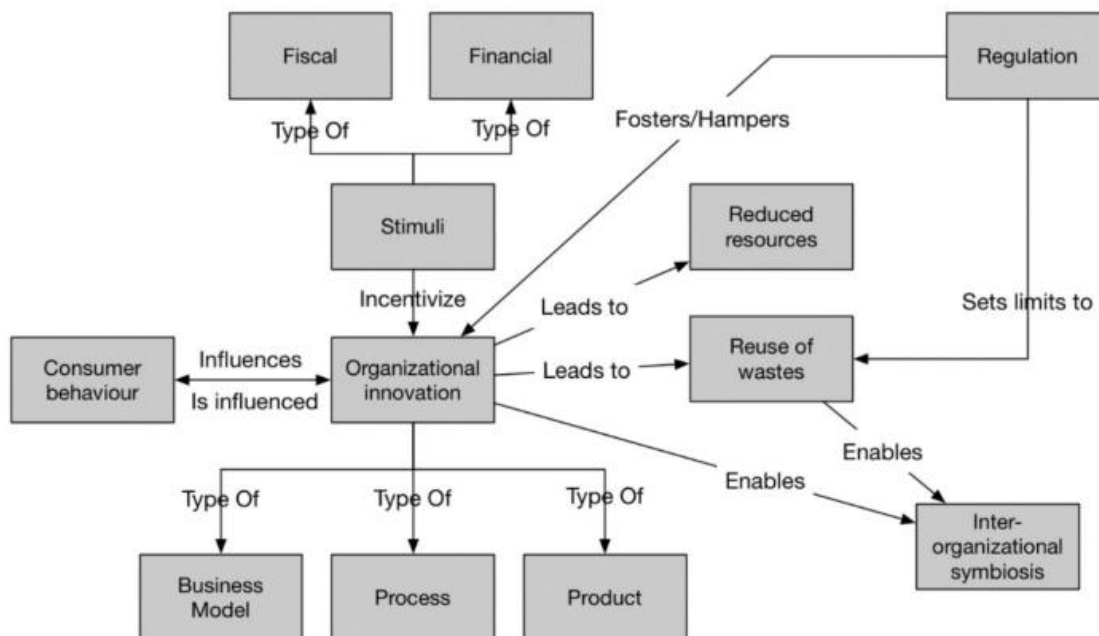 Fiscal
Financial
Regulation
Type Of
Type Of
Fosters/Hampers
Stimuli
Reduced
resources
Incentivize
Leads to
Sets limits to
Consumer
behaviour
Influences
Is influenced
Organizational
innovation
Leads to
Reuse of
wastes
Enables
Enables
Type Of
Type Of
Type Of
Inter-
organizational
symbiosis
Business
Model
Process
Product